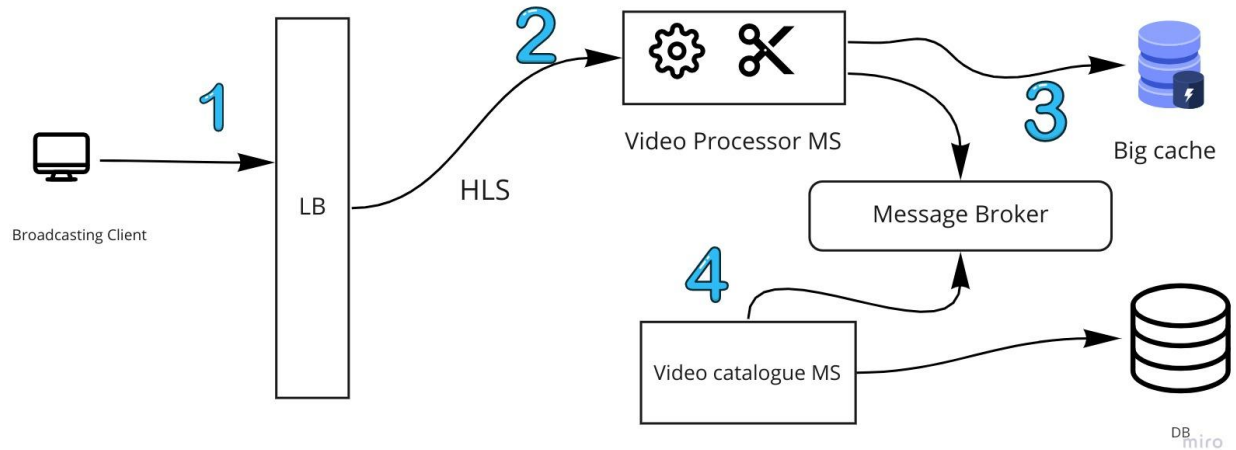 1
2
3
4
Broadcasting Client
LB
HLS
Video Processor MS
Big cache
Message Broker
Video catalogue MS
DB
miro